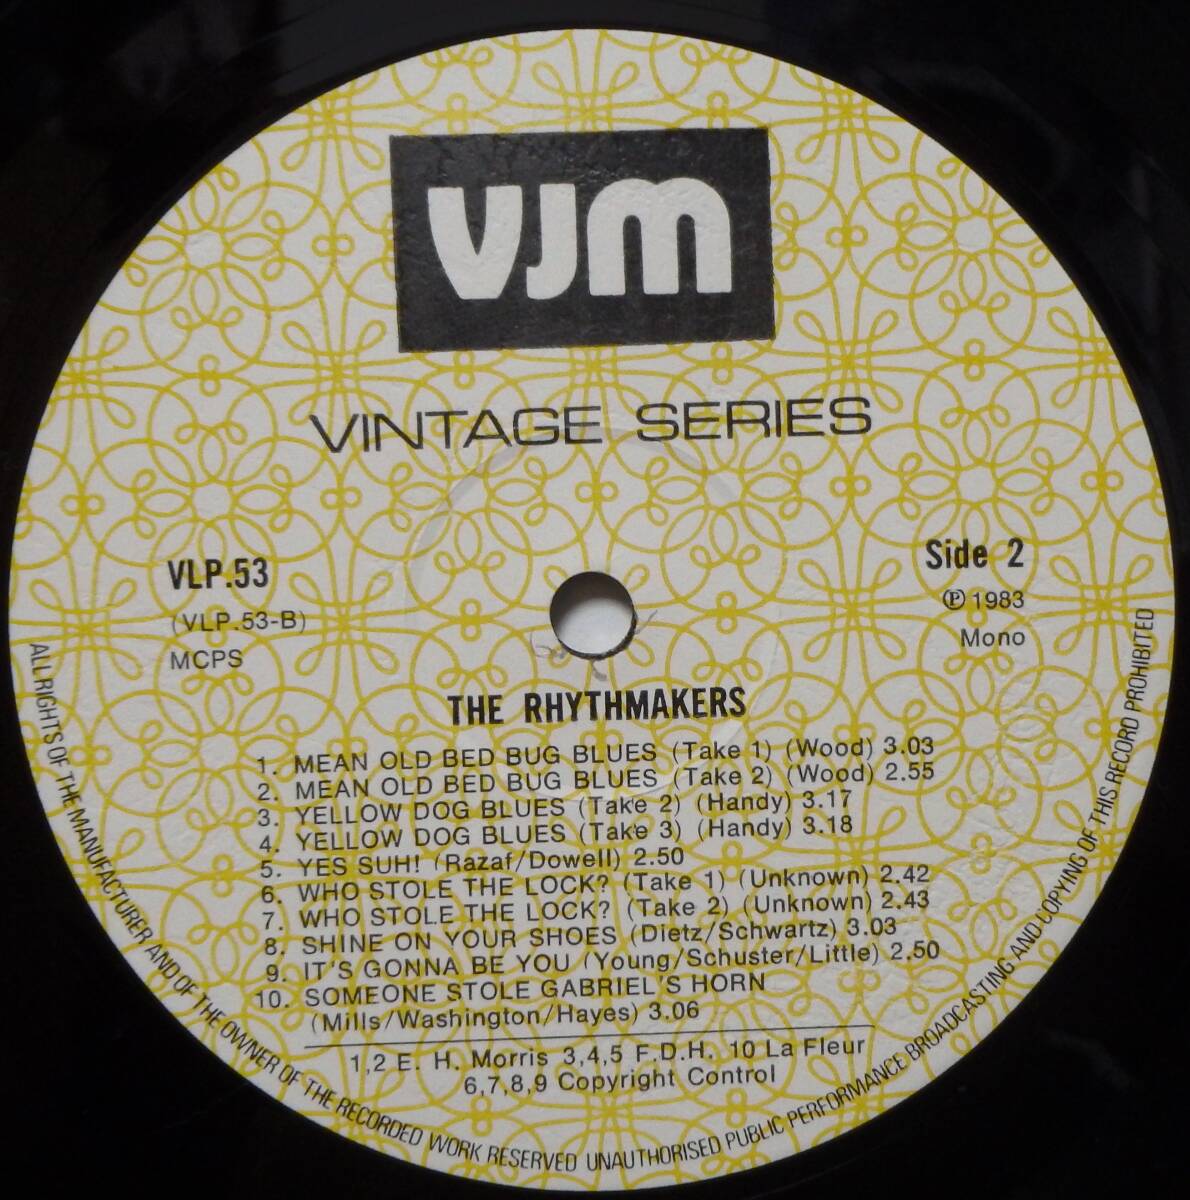 VJM
VINTAGE SERIES
VLP.53
(VLP.53-B)
MCPS
Side 2
Ⓟ 1983
Mono
THE RHYTHMAKERS
1. MEAN OLD BED BUG BLUES (Take 1) (Wood) 3.03
2. MEAN OLD BED BUG BLUES (Take 2) (Wood) 2.55
3. YELLOW DOG BLUES (Take 2) (Handy) 3.17
4. YELLOW DOG BLUES (Take 3) (Handy) 3.18
5. YES SUH! (Razaf/Dowell) 2.50
6. WHO STOLE THE LOCK? (Take 1) (Unknown) 2.42
7. WHO STOLE THE LOCK? (Take 2) (Unknown) 2.43
8. SHINE ON YOUR SHOES (Dietz/Schwartz) 3.03
9. IT'S GONNA BE YOU (Young/Schuster/Little) 2.50
10. SOMEONE STOLE GABRIEL'S HORN
(Mills/Washington/Hayes) 3.06
1,2 E. H. Morris 3,4,5 F.D.H. 10 La Fleur
6,7,8,9 Copyright Control
ALL RIGHTS OF THE MANUFACTURER AND OF THE OWNER OF THE RECORDED WORK RESERVED UNAUTHORISED PUBLIC PERFORMANCE BROADCASTING AND COPYING OF THIS RECORD PROHIBITED